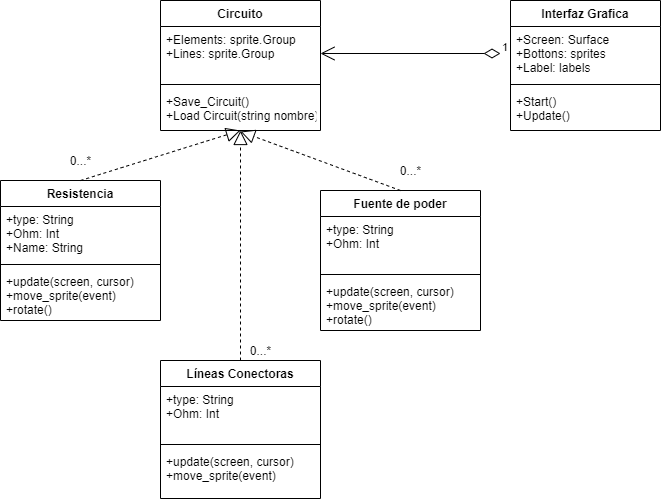 Circuito
+Elements: sprite.Group
+Lines: sprite.Group
+Save_Circuit()
+Load Circuit(string nombre)
Interfaz Grafica
+Screen: Surface
+Bottons: sprites
+Label: labels
+Start()
+Update()
1
0...*
0...*
0...*
Resistencia
+type: String
+Ohm: Int
+Name: String
+update(screen, cursor)
+move_sprite(event)
+rotate()
Fuente de poder
+type: String
+Ohm: Int
+update(screen, cursor)
+move_sprite(event)
+rotate()
Líneas Conectoras
+type: String
+Ohm: Int
+update(screen, cursor)
+move_sprite(event)